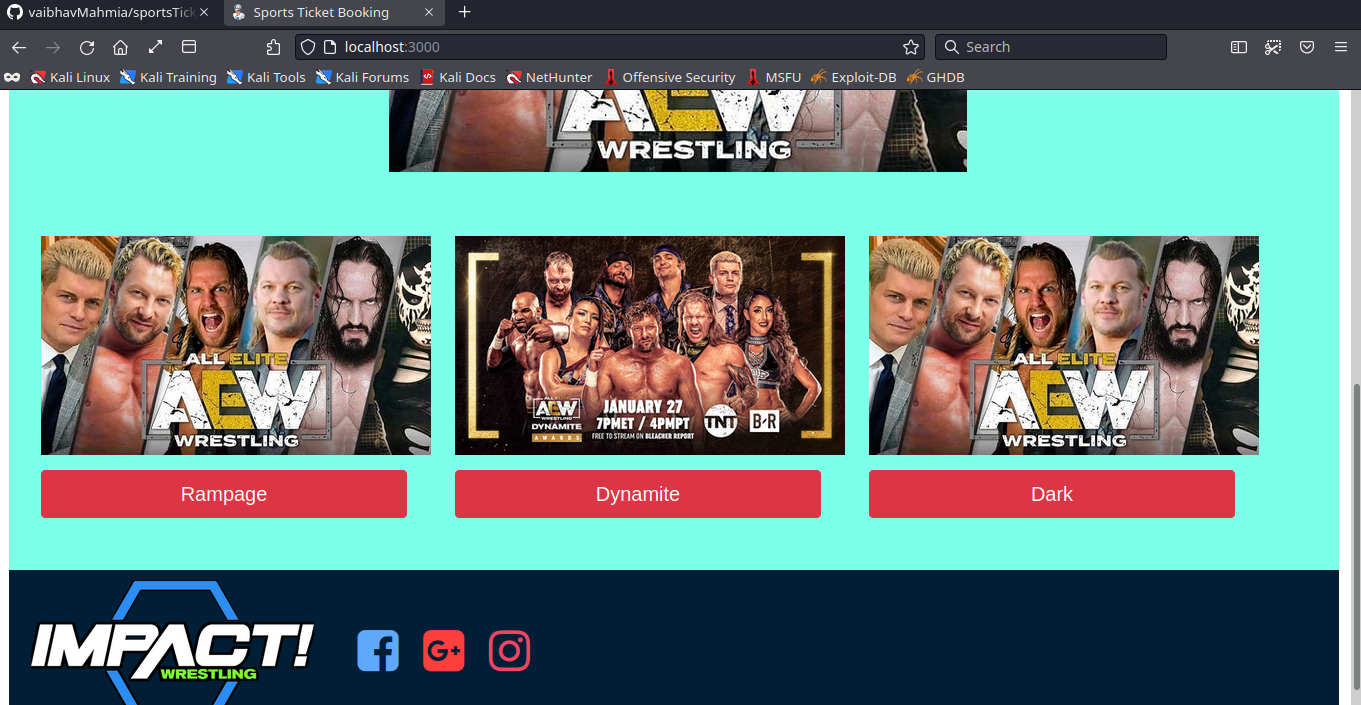 vaibhavMahmia/sportsTick
Sports Ticket Booking
localhost:3000
Search
Kali Linux
Kali Training
Kali Tools
Kali Forums
Kali Docs
NetHunter
Offensive Security
MSFU
Exploit-DB
GHDB
AEW
WRESTLING
ALL ELITE
AEW
WRESTLING
ALL ELITE
AEW
WRESTLING
DYNAMITE
AWARDS
JANUARY 27
7PMET / 4PMPT
FREE TO STREAM ON BLEACHER REPORT
TNT
B R
ALL ELITE
AEW
WRESTLING
Rampage
Dynamite
Dark
IMPACT!
WRESTLING
G+